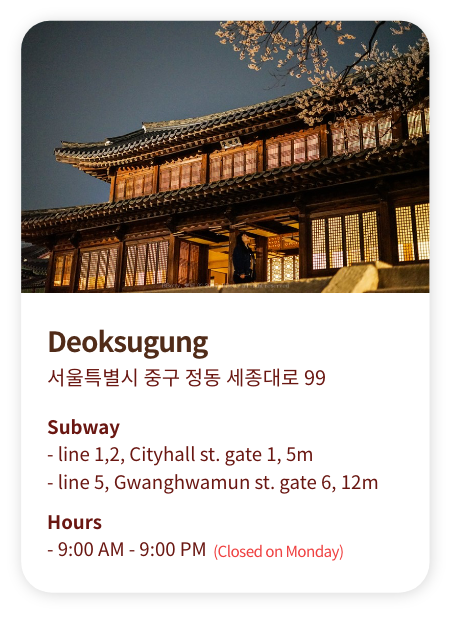 Deoksugung
서울특별시 중구 정동 세종대로 99
Subway
- line 1,2, Cityhall st. gate 1, 5m
- line 5, Gwanghwamun st. gate 6, 12m
Hours
- 9:00 AM - 9:00 PM (Closed on Monday)